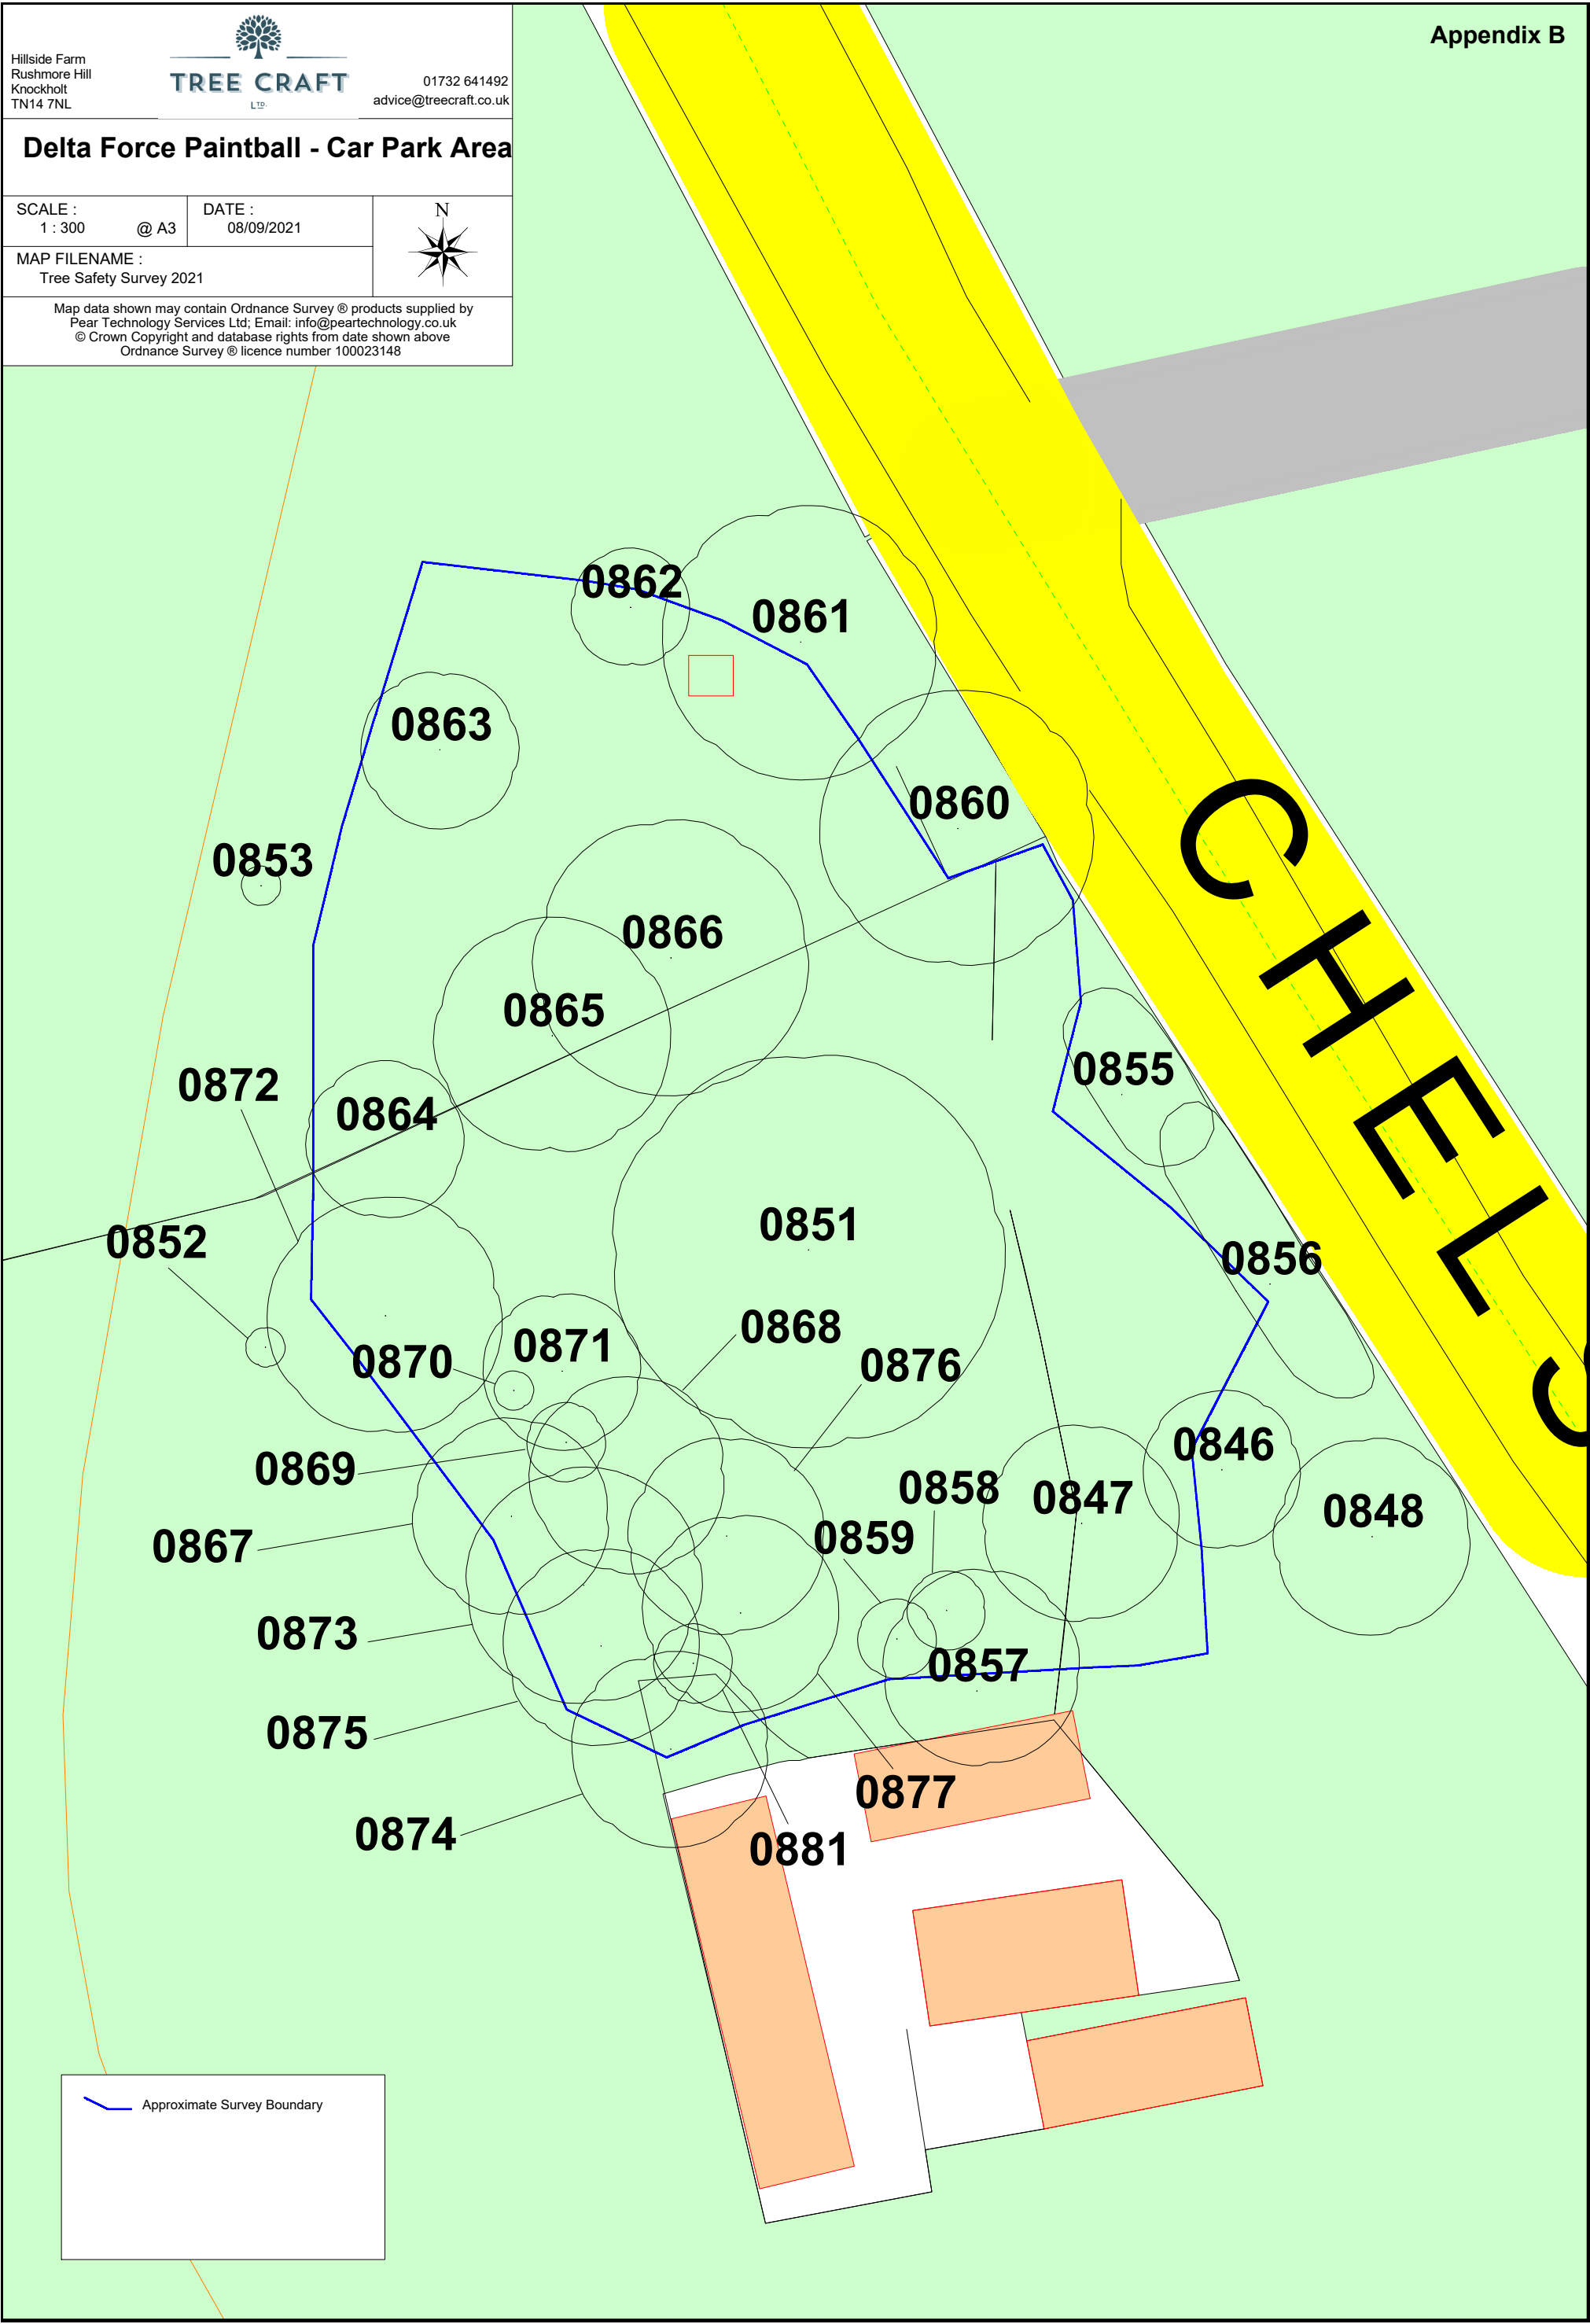 Appendix B
Hillside Farm
Rushmore Hill
Knockholt
TN14 7NL
TREE CRAFT
LTD.
01732 641492
advice@treecraft.co.uk
Delta Force Paintball - Car Park Area
SCALE :
1 : 300 @ A3
DATE :
08/09/2021
N
MAP FILENAME :
Tree Safety Survey 2021
Map data shown may contain Ordnance Survey ® products supplied by
Pear Technology Services Ltd; Email: info@peartechnology.co.uk
© Crown Copyright and database rights from date shown above
Ordnance Survey ® licence number 100023148
0862
0861
0863
0860
0853
0866
0865
0855
0872
0864
0851
0852
0856
0868
0871
0870
0876
0846
0869
0858
0847
0848
0859
0867
0873
0857
0875
0877
0874
0881
CHELS
Approximate Survey Boundary